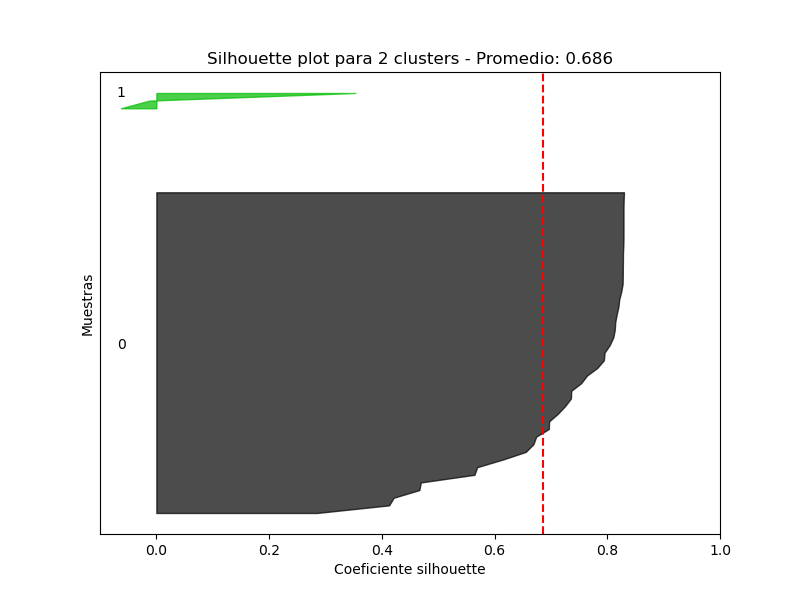 Silhouette plot para 2 clusters - Promedio: 0.686
1
0
Muestras
0.0 0.2 0.4 0.6 0.8 1.0
Coeficiente silhouette